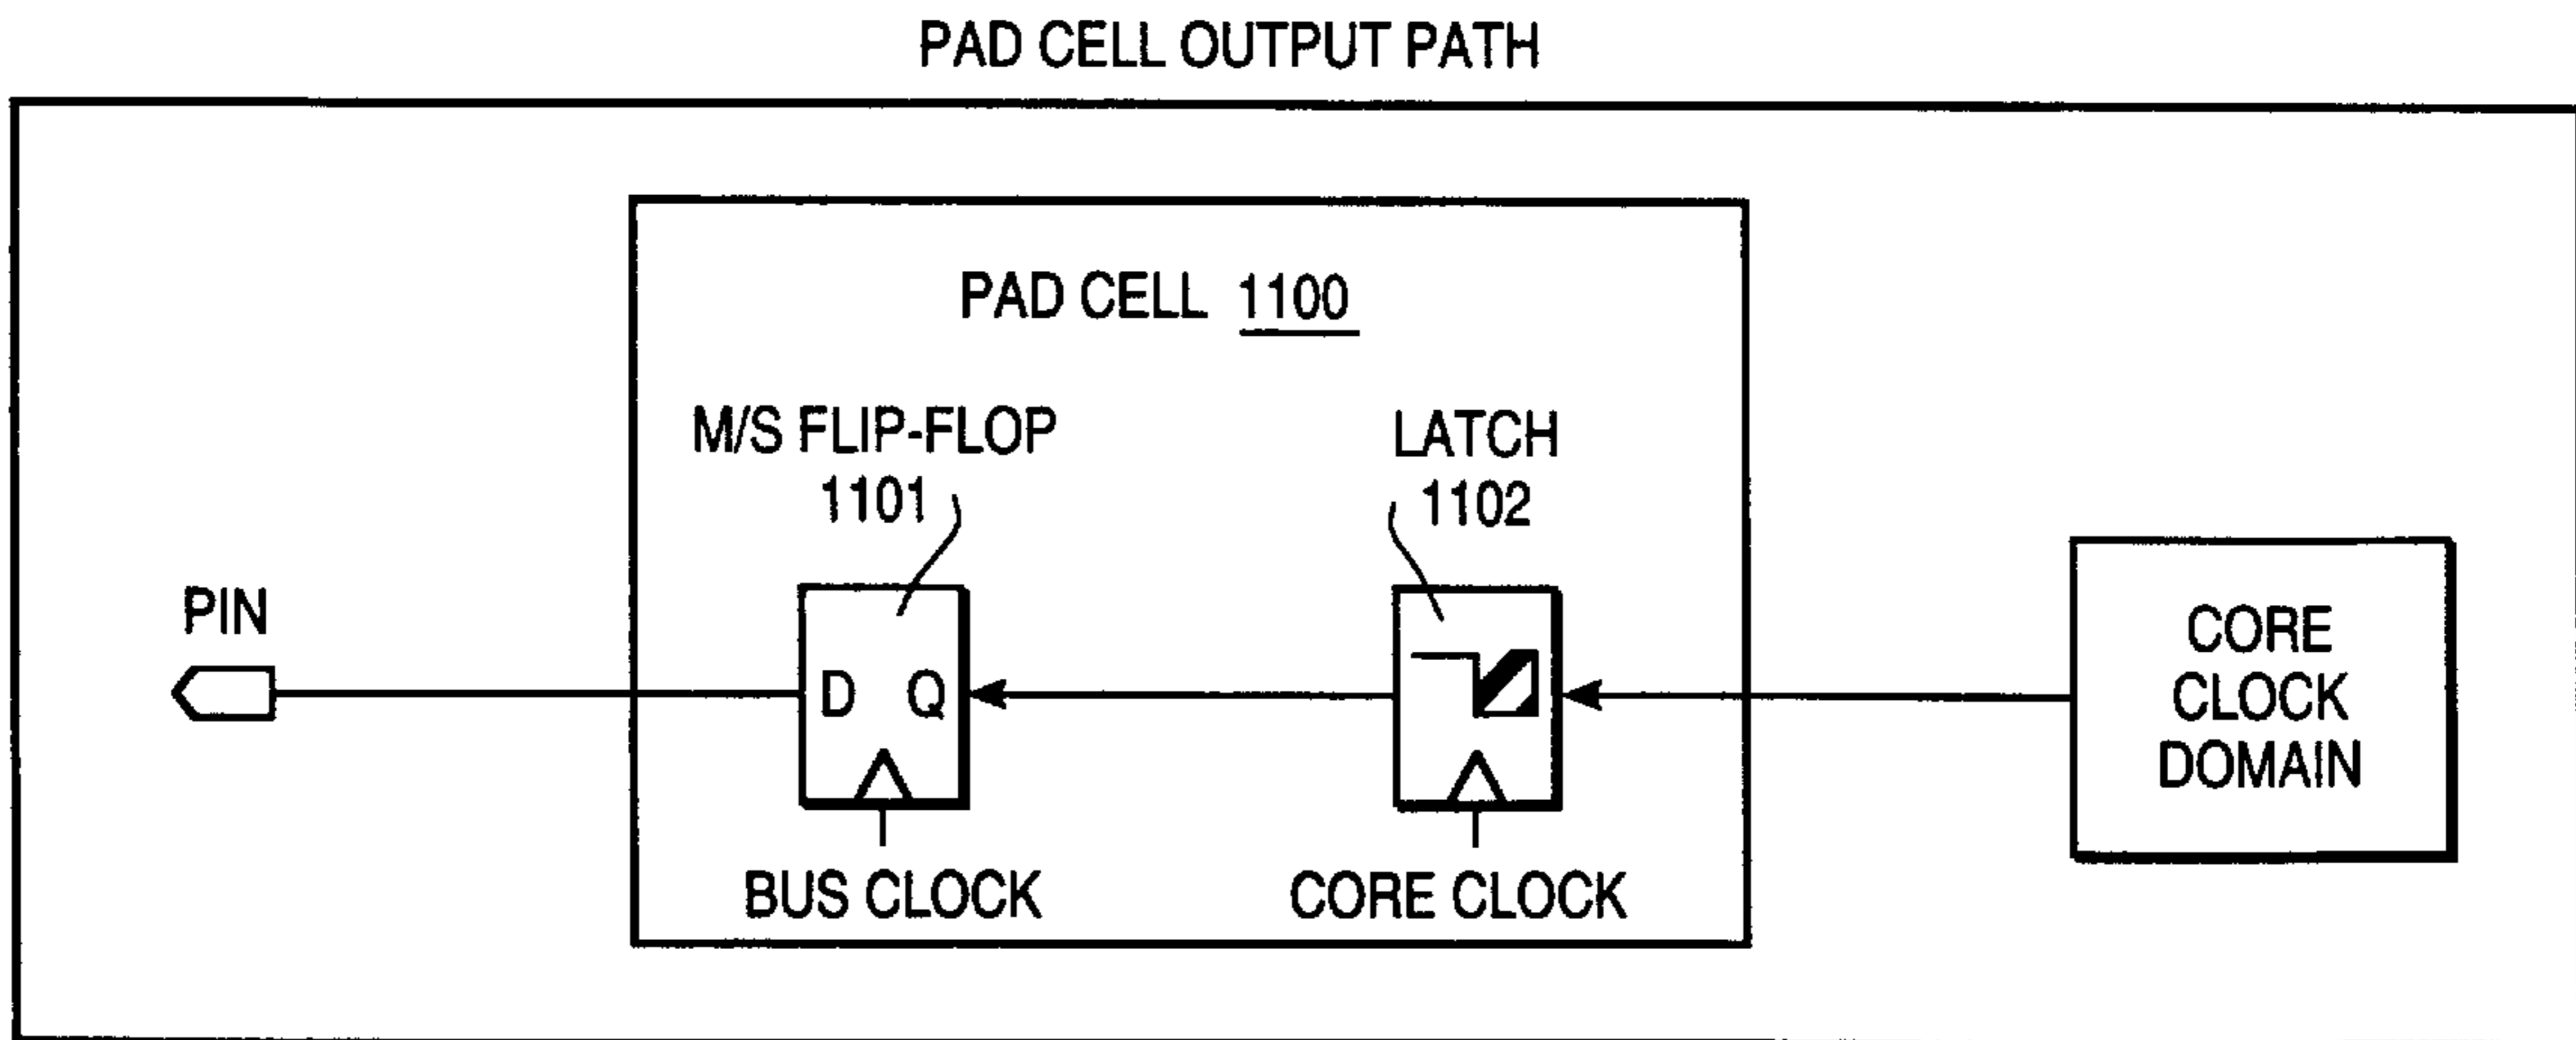 PAD CELL OUTPUT PATH
PAD CELL 1100
M/S FLIP-FLOP
1101
LATCH
1102
PIN
D Q
CORE
CLOCK
DOMAIN
BUS CLOCK
CORE CLOCK